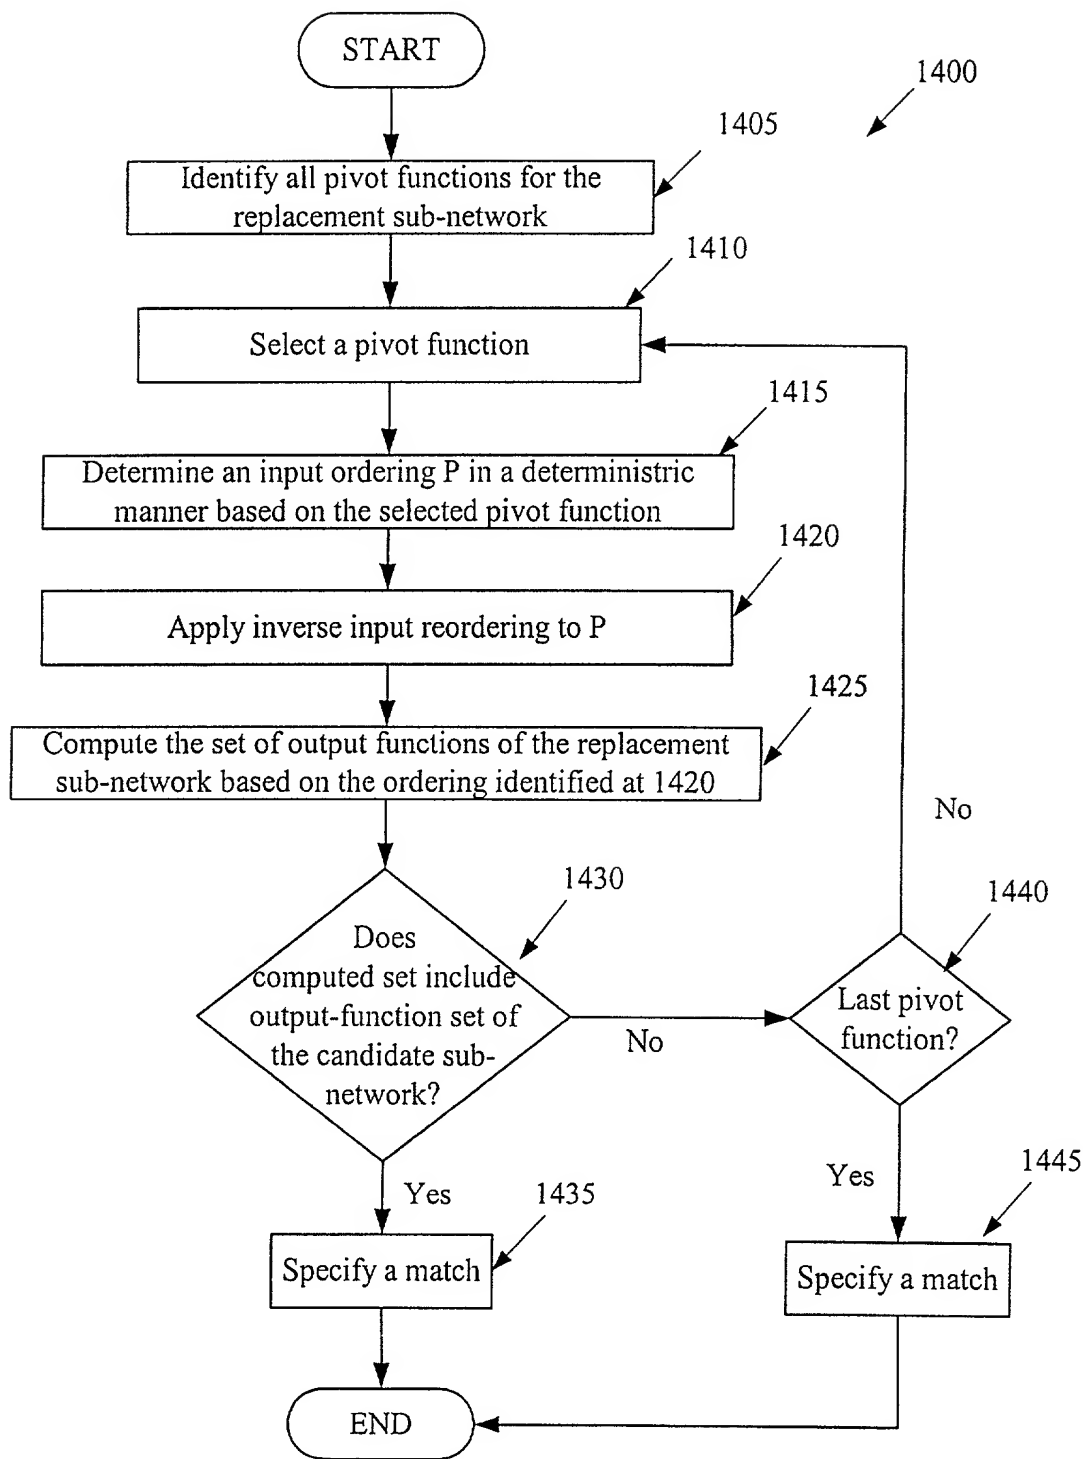 START
1400
1405
Identify all pivot functions for the
replacement sub-network
1410
Select a pivot function
1415
Determine an input ordering P in a deterministric
manner based on the selected pivot function
1420
Apply inverse input reordering to P
1425
Compute the set of output functions of the replacement
sub-network based on the ordering identified at 1420
No
1430
Does
computed set include
output-function set of
the candidate sub-
network?
No
1440
Last pivot
function?
Yes
1435
Specify a match
Yes
1445
Specify a match
END